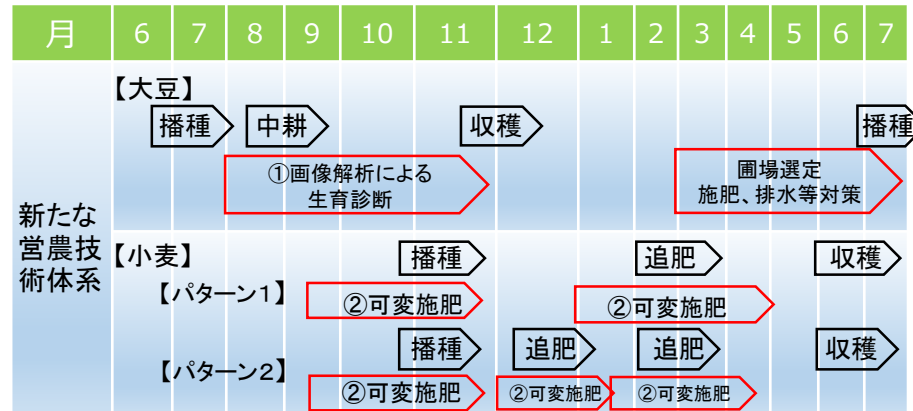 月 6 7 8 9 10 11 12 1 2 3 4 5 6 7
新たな
営農技
術体系
【大豆】
播種 中耕 収穫 播種
①画像解析による
生育診断
圃場選定
施肥、排水等対策
【小麦】
播種 追肥 収穫
【パターン1】
②可変施肥 ②可変施肥
播種 追肥 追肥 収穫
【パターン2】
②可変施肥 ②可変施肥 ②可変施肥